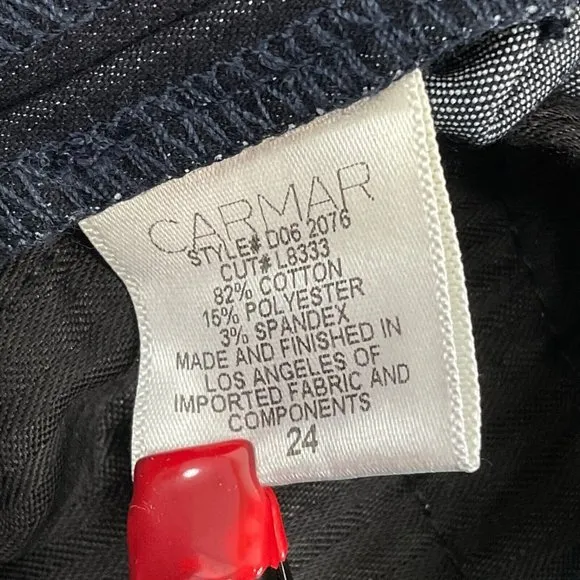 CARMAR
STYLE# D06 2076
CUT# L8333
82% COTTON
15% POLYESTER
3% SPANDEX
MADE AND FINISHED IN
LOS ANGELES OF
IMPORTED FABRIC AND
COMPONENTS
24